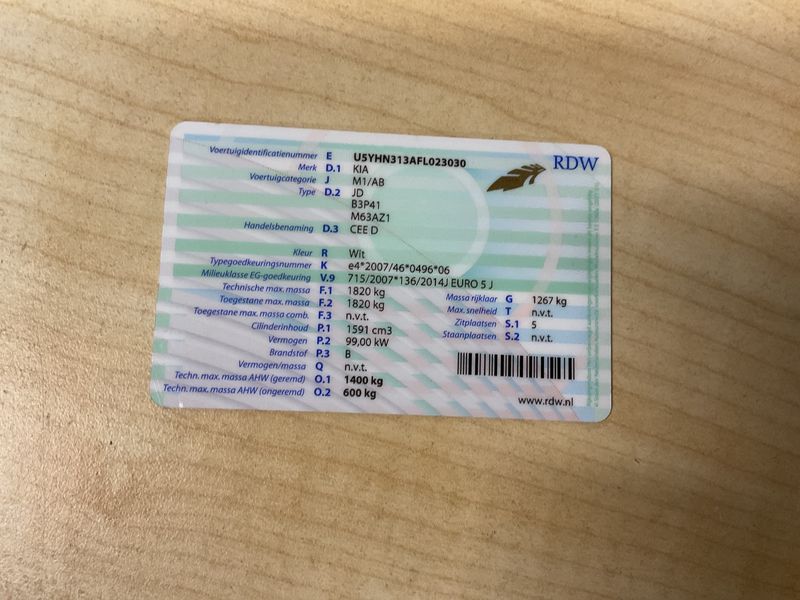 Voertuigidentificatienummer E U5YHN313AFL023030
RDW
Merk D.1 KIA
Voertuigcategorie J M1/AB
Type D.2 JD
B3P41
M63AZ1
Handelsbenaming D.3 CEE D
Kleur R Wit
Typegoedkeuringsnummer K e4*2007/46*0496*06
Milieuklasse EG-goedkeuring V.9 715/2007*136/2014J EURO 5 J
Technische max. massa F.1 1820 kg
Massa rijklaar G 1267 kg
Toegestane max. massa F.2 1820 kg
Max. snelheid T n.v.t.
Toegestane max. massa comb. F.3 n.v.t.
Zitplaatsen S.1 5
Cilinderinhoud P.1 1591 cm3
Staanplaatsen S.2 n.v.t.
Vermogen P.2 99,00 kW
Brandstof P.3 B
Vermogen/massa Q n.v.t.
Techn. max. massa AHW (geremd) O.1 1400 kg
Techn. max. massa AHW (ongeremd) O.2 600 kg
www.rdw.nl